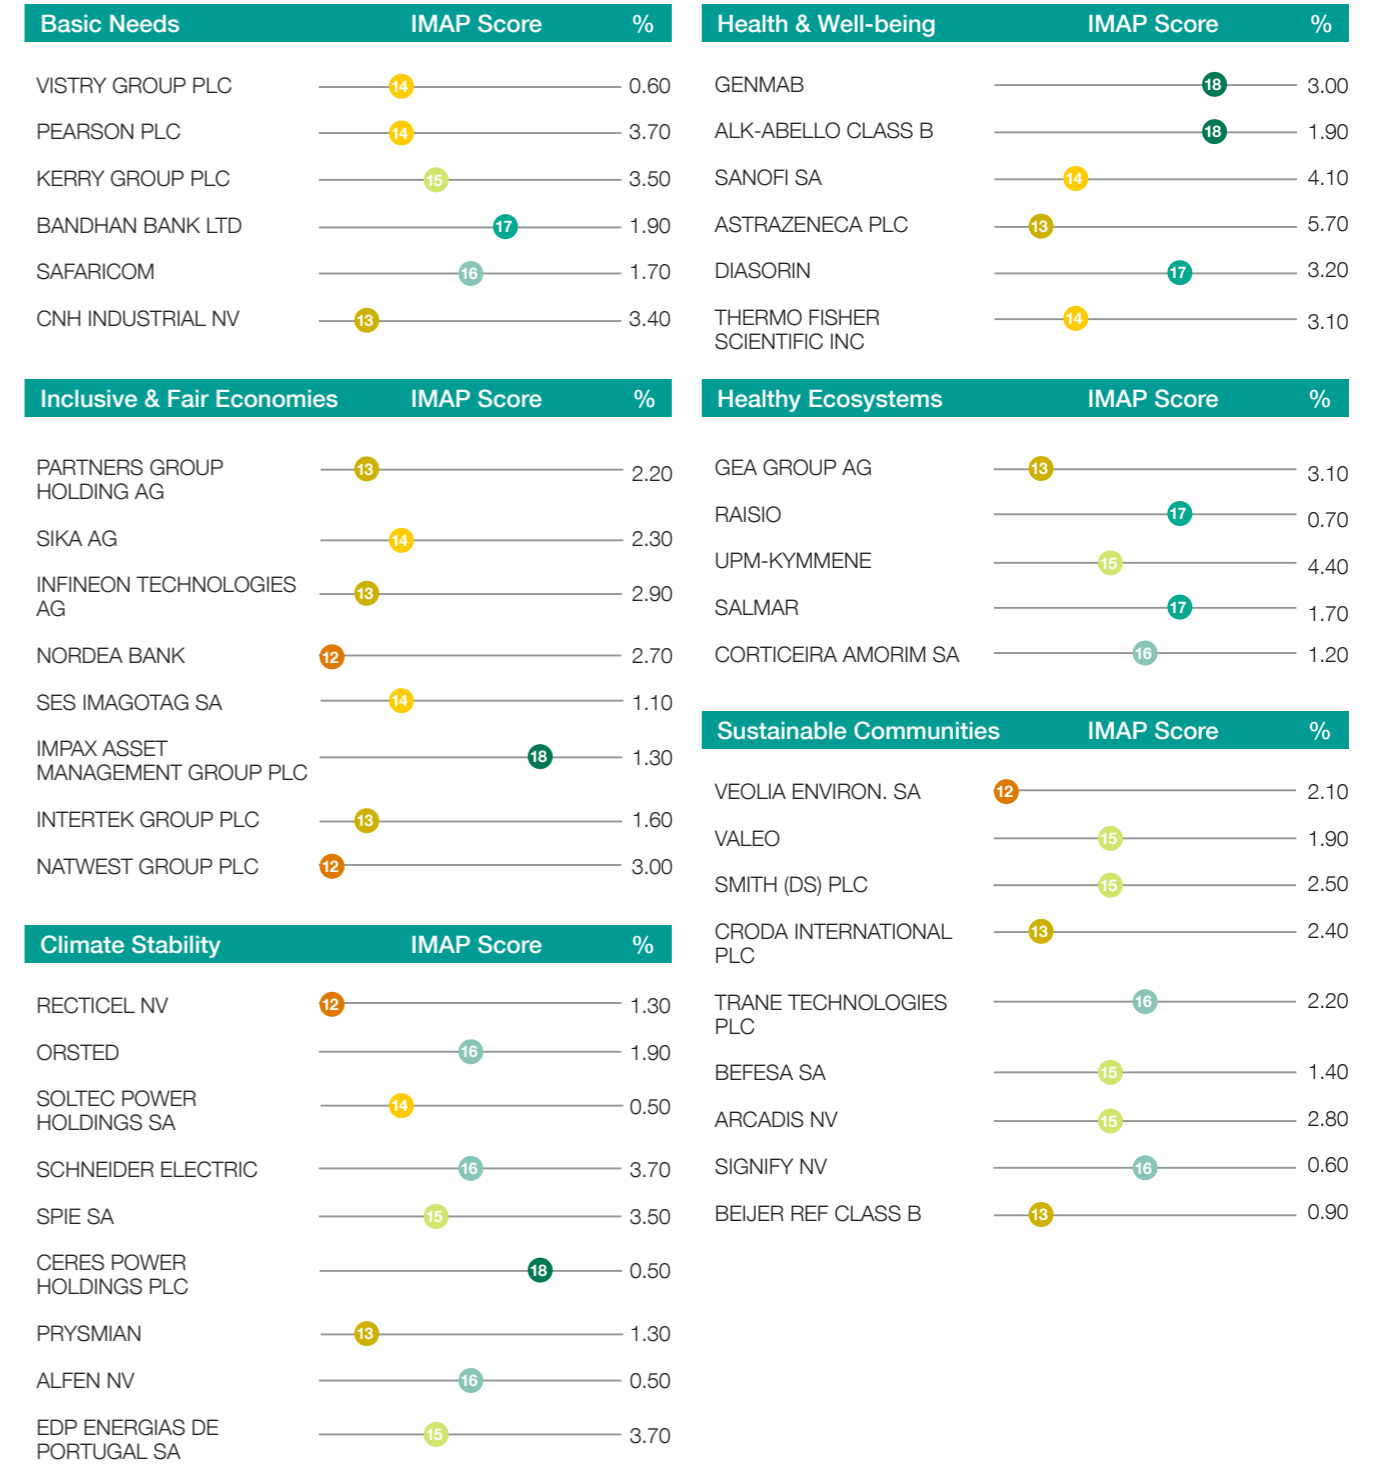 Basic Needs IMAP Score %
VISTRY GROUP PLC 14 0.60
PEARSON PLC 14 3.70
KERRY GROUP PLC 15 3.50
BANDHAN BANK LTD 17 1.90
SAFARICOM 16 1.70
CNH INDUSTRIAL NV 13 3.40
Inclusive & Fair Economies IMAP Score %
PARTNERS GROUP
HOLDING AG 13 2.20
SIKA AG 14 2.30
INFINEON TECHNOLOGIES
AG 13 2.90
NORDEA BANK 12 2.70
SES IMAGOTAG SA 14 1.10
IMPAX ASSET
MANAGEMENT GROUP PLC 18 1.30
INTERTEK GROUP PLC 13 1.60
NATWEST GROUP PLC 12 3.00
Climate Stability IMAP Score %
RECTICEL NV 12 1.30
ORSTED 16 1.90
SOLTEC POWER
HOLDINGS SA 14 0.50
SCHNEIDER ELECTRIC 16 3.70
SPIE SA 15 3.50
CERES POWER
HOLDINGS PLC 18 0.50
PRYSMIAN 13 1.30
ALFEN NV 16 0.50
EDP ENERGIAS DE
PORTUGAL SA 15 3.70
Health & Well-being IMAP Score %
GENMAB 18 3.00
ALK-ABELLO CLASS B 18 1.90
SANOFI SA 14 4.10
ASTRAZENECA PLC 13 5.70
DIASORIN 17 3.20
THERMO FISHER
SCIENTIFIC INC 14 3.10
Healthy Ecosystems IMAP Score %
GEA GROUP AG 13 3.10
RAISIO 17 0.70
UPM-KYMMENE 15 4.40
SALMAR 17 1.70
CORTICEIRA AMORIM SA 16 1.20
Sustainable Communities IMAP Score %
VEOLIA ENVIRON. SA 12 2.10
VALEO 15 1.90
SMITH (DS) PLC 15 2.50
CRODA INTERNATIONAL
PLC 13 2.40
TRANE TECHNOLOGIES
PLC 16 2.20
BEFESA SA 15 1.40
ARCADIS NV 15 2.80
SIGNIFY NV 16 0.60
BEIJER REF CLASS B 13 0.90